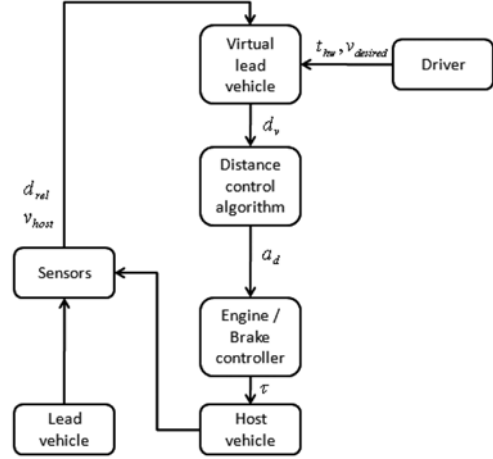 Virtual
lead
vehicle
t_hw, v_desired
Driver
d_v
Distance
control
algorithm
d_rel
v_host
a_d
Sensors
Engine /
Brake
controller
τ
Lead
vehicle
Host
vehicle